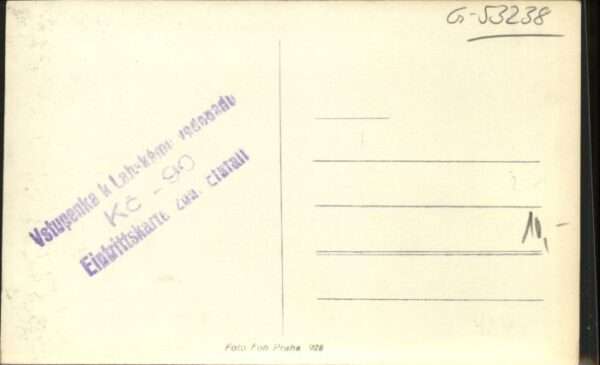 G-53238
Vstupenka k Labskému vodopádu
Kč -90
Eintrittskarte zum Elbfall
10,-
Foto Fon Praha 928